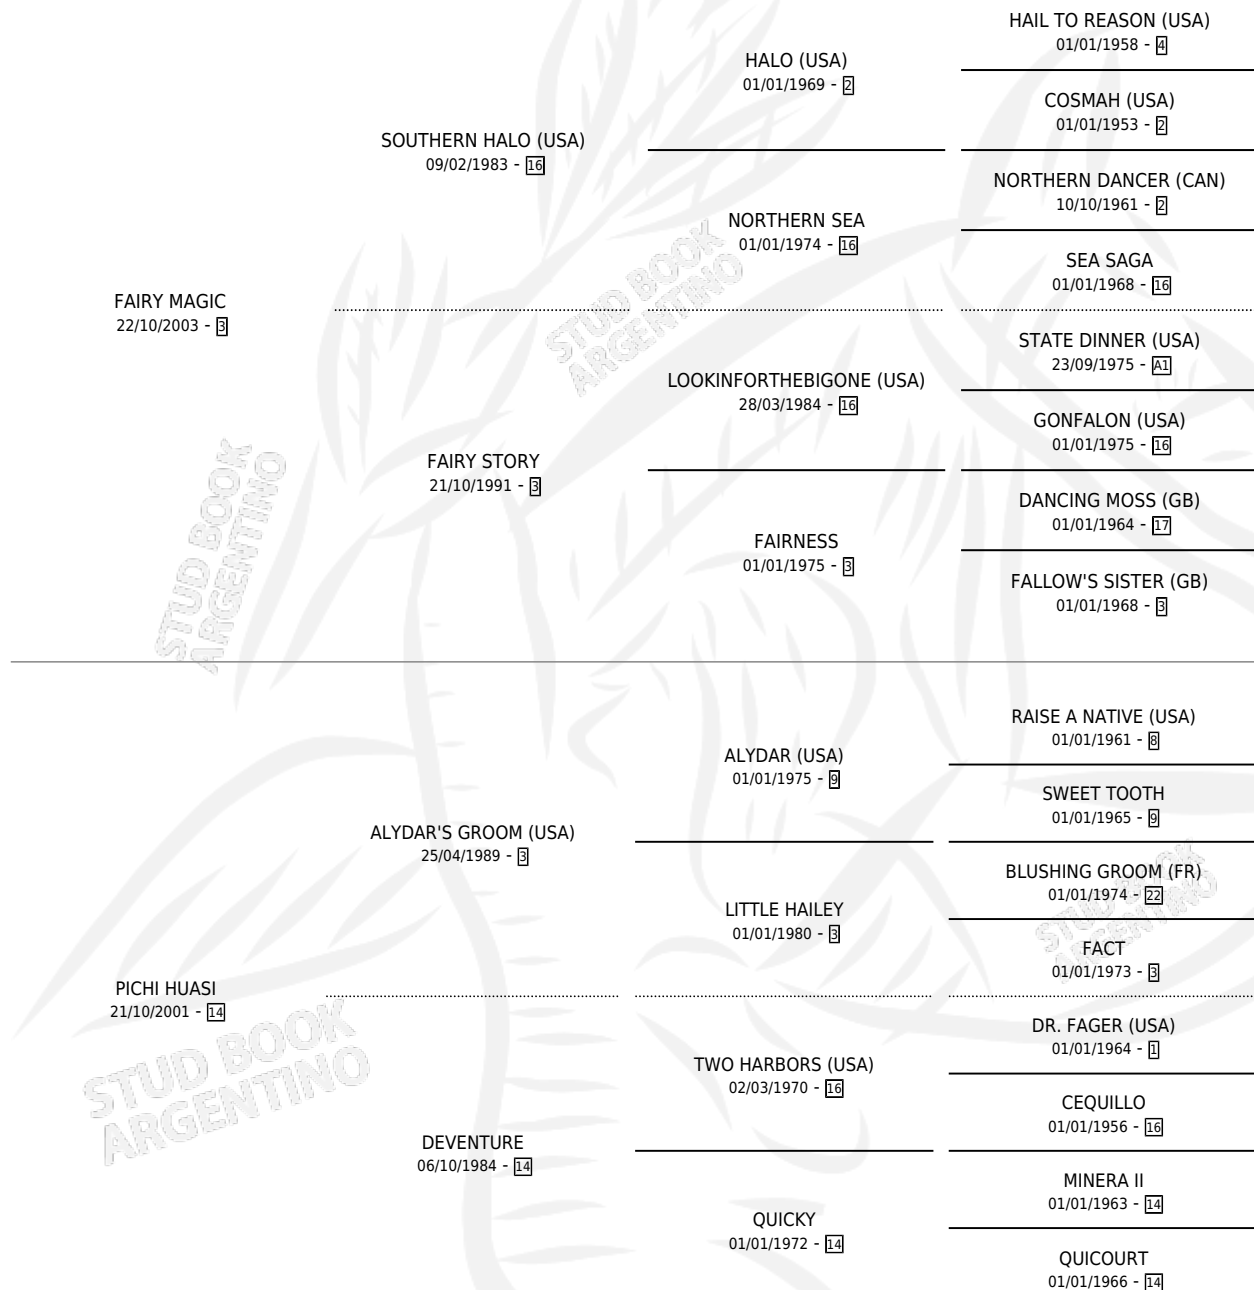 HAIL TO REASON (USA)
01/01/1958 - 4
HALO (USA)
01/01/1969 - 2
COSMAH (USA)
01/01/1953 - 2
SOUTHERN HALO (USA)
09/02/1983 - 16
NORTHERN DANCER (CAN)
10/10/1961 - 2
NORTHERN SEA
01/01/1974 - 16
SEA SAGA
01/01/1968 - 16
FAIRY MAGIC
22/10/2003 - 3
STUD BOOK
ARGENTINO
STATE DINNER (USA)
23/09/1975 - A1
LOOKINFORTHEBIGONE (USA)
28/03/1984 - 16
GONFALON (USA)
01/01/1975 - 16
FAIRY STORY
21/10/1991 - 3
DANCING MOSS (GB)
01/01/1964 - 17
FAIRNESS
01/01/1975 - 3
FALLOW'S SISTER (GB)
01/01/1968 - 3
STUD BOOK
ARGENTINO
RAISE A NATIVE (USA)
01/01/1961 - 8
ALYDAR (USA)
01/01/1975 - 9
SWEET TOOTH
01/01/1965 - 9
ALYDAR'S GROOM (USA)
25/04/1989 - 3
BLUSHING GROOM (FR)
01/01/1974 - 22
LITTLE HAILEY
01/01/1980 - 3
FACT
01/01/1973 - 3
STUD BOOK
ARGENTINO
PICHI HUASI
21/10/2001 - 14
DR. FAGER (USA)
01/01/1964 - 1
TWO HARBORS (USA)
02/03/1970 - 16
CEQUILLO
01/01/1956 - 16
STUD BOOK
ARGENTINO
DEVENTURE
06/10/1984 - 14
MINERA II
01/01/1963 - 14
QUICKY
01/01/1972 - 14
QUICOURT
01/01/1966 - 14